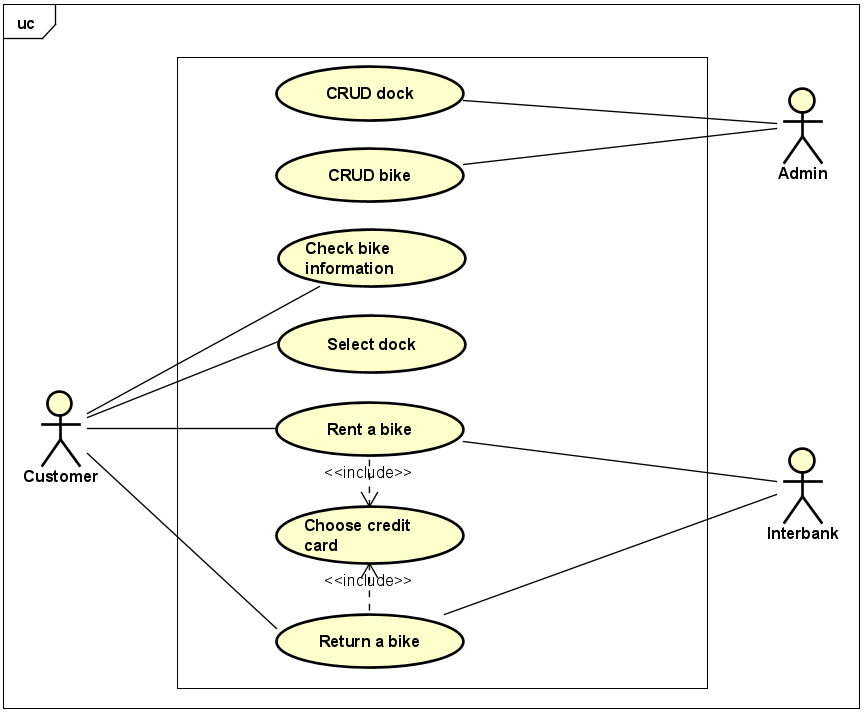 uc
CRUD dock
CRUD bike
Admin
Check bike
information
Select dock
Rent a bike
Customer
<<include>>
Interbank
Choose credit
card
<<include>>
Return a bike